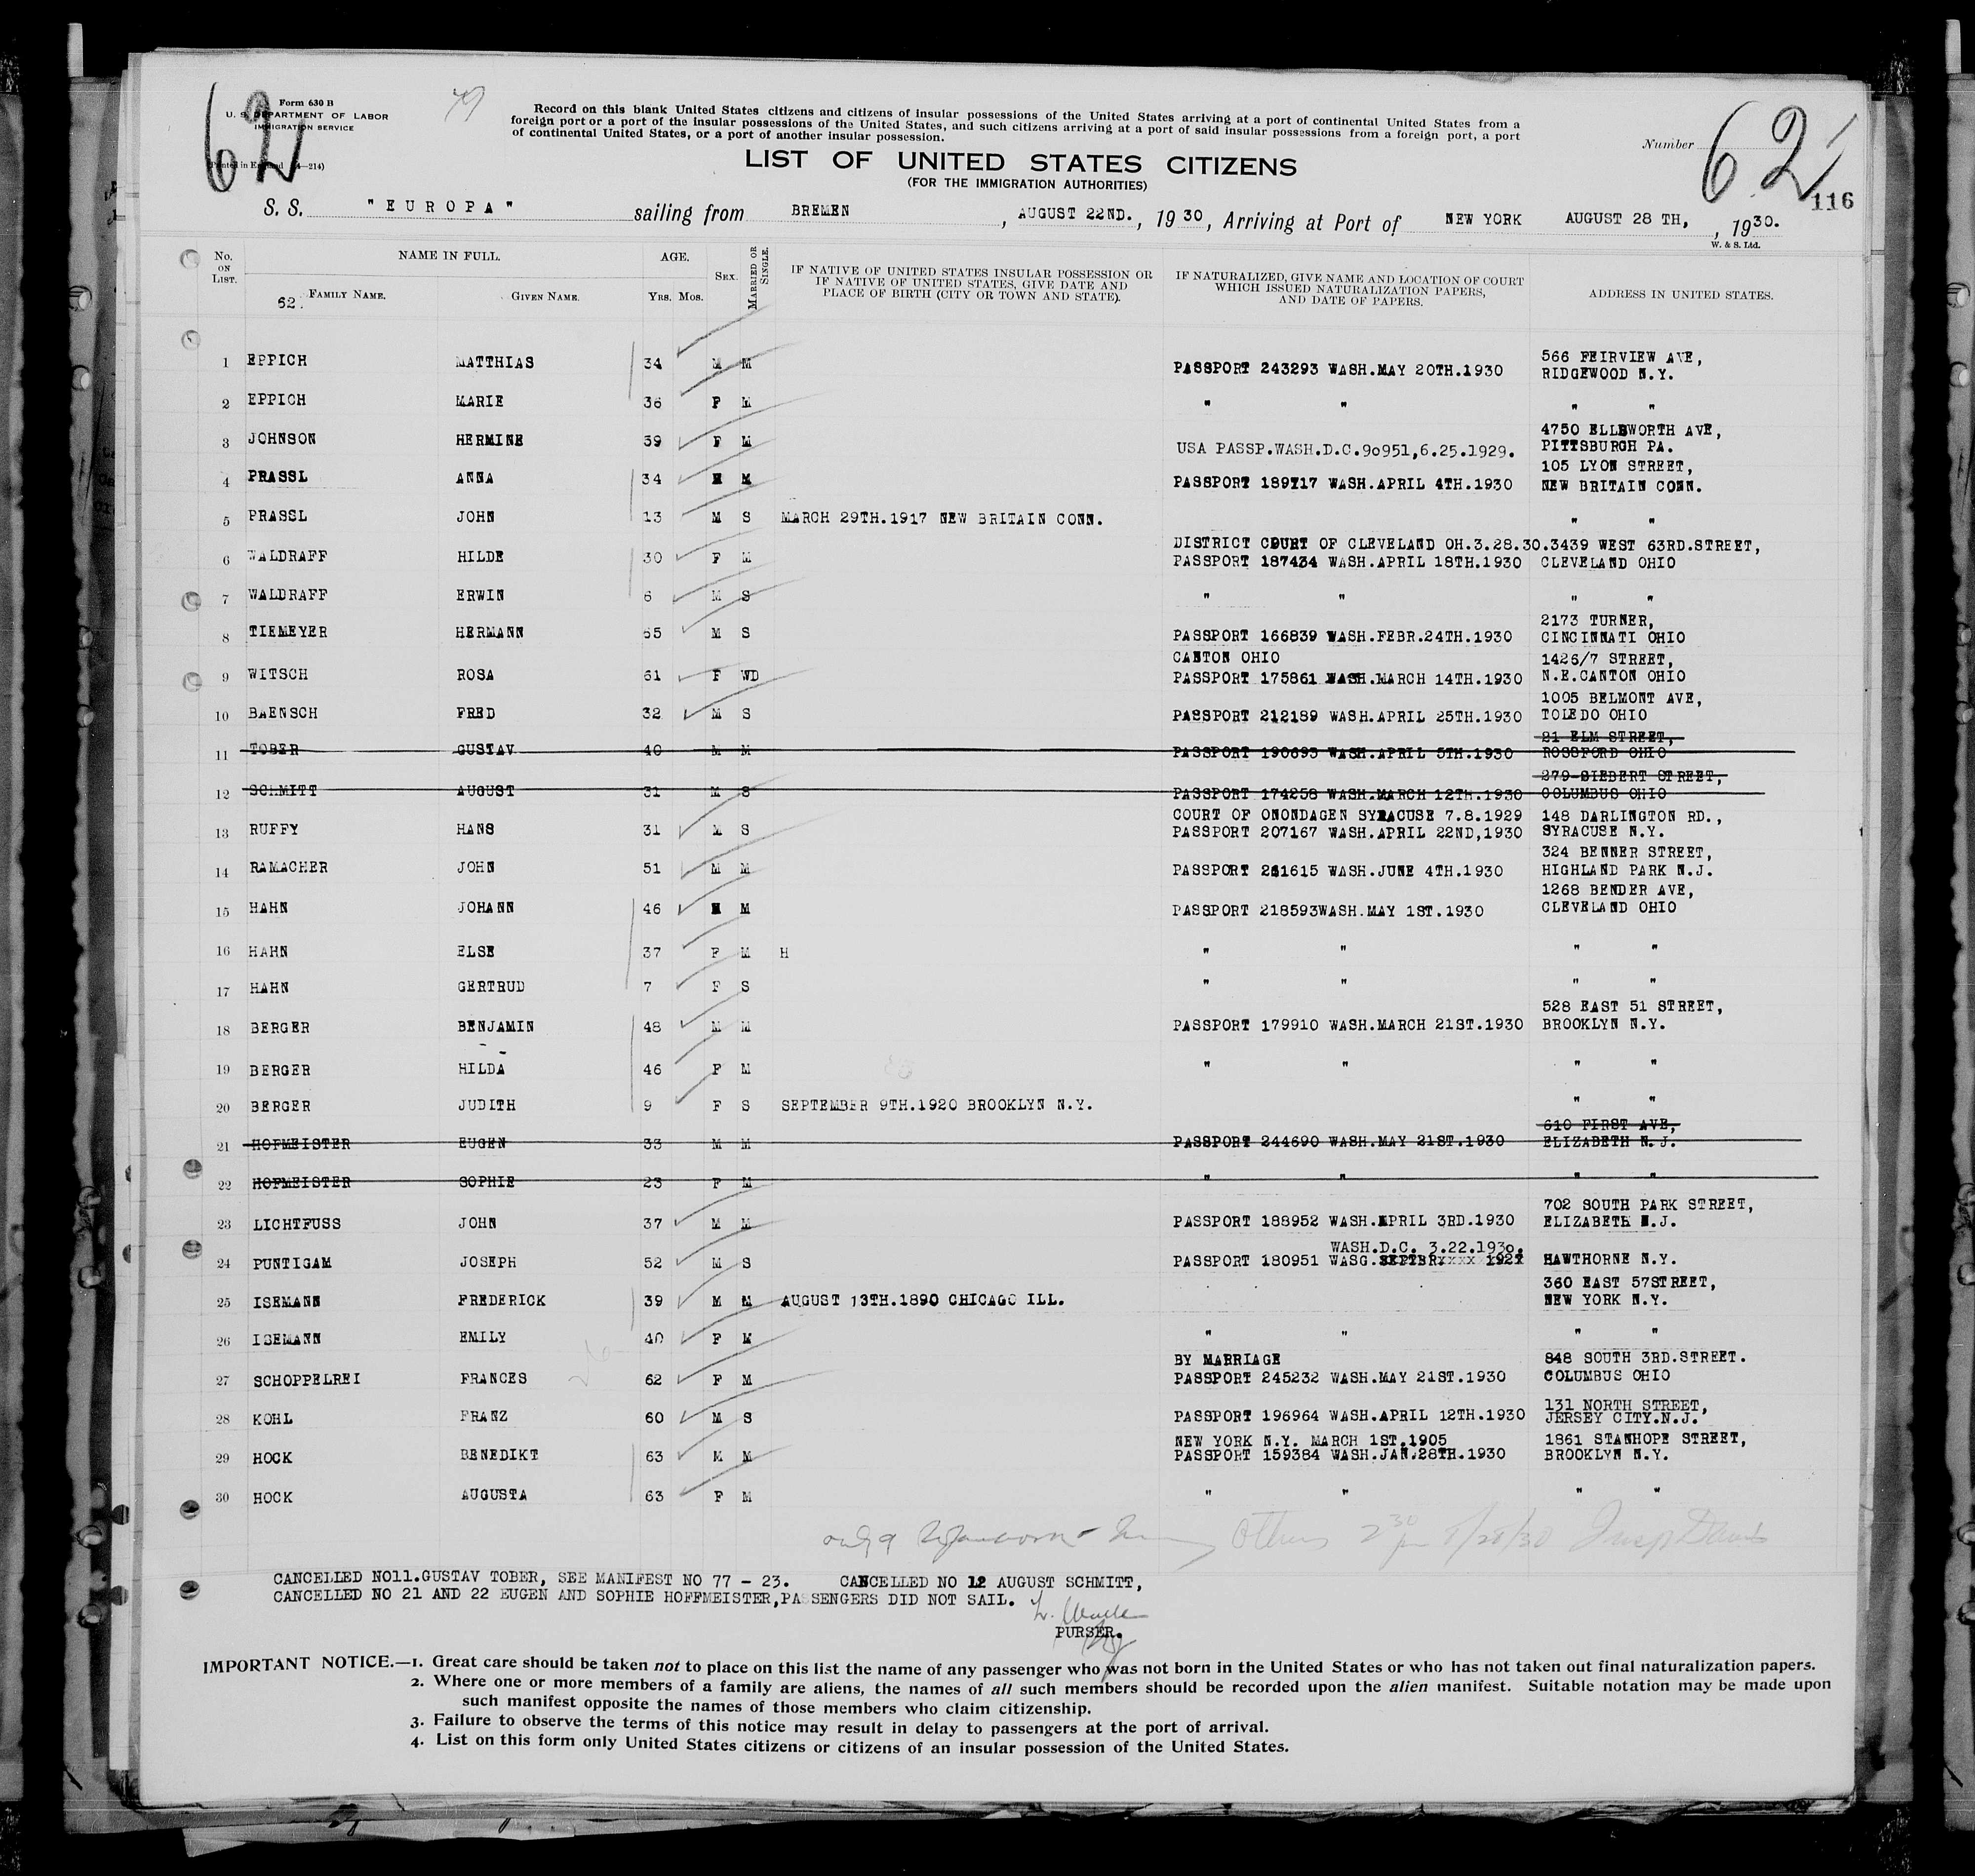 62
Form 630 B
U. S. DEPARTMENT OF LABOR
IMMIGRATION SERVICE
Record on this blank United States citizens and citizens of insular possessions of the United States arriving at a port of continental United States from a
foreign port or a port of the insular possessions of the United States, and such citizens arriving at a port of said insular possessions from a foreign port, a port
of continental United States, or a port of another insular possession.
LIST OF UNITED STATES CITIZENS
(FOR THE IMMIGRATION AUTHORITIES)
Number 62
116
S. S. "EUROPA" sailing from BREMEN, AUGUST 22ND., 1930, Arriving at Port of NEW YORK AUGUST 28 TH, , 1930.
W. & S. Ltd.
No. ON LIST. NAME IN FULL. AGE. SEX. MARRIED OR SINGLE. IF NATIVE OF UNITED STATES INSULAR POSSESSION OR IF NATIVE OF UNITED STATES, GIVE DATE AND PLACE OF BIRTH (CITY OR TOWN AND STATE). IF NATURALIZED, GIVE NAME AND LOCATION OF COURT WHICH ISSUED NATURALIZATION PAPERS, AND DATE OF PAPERS. ADDRESS IN UNITED STATES.
62. FAMILY NAME. GIVEN NAME. YRS. MOS.
566 FEIRVIEW AVE,
1 EPPICH MATTHIAS 34 M M PASSPORT 243293 WASH.MAY 20TH.1930 RIDGEWOOD N.Y.
2 EPPICH MARIE 36 F M " " " "
4750 ELLSWORTH AVE,
3 JOHNSON HERMINE 39 F M USA PASSP.WASH.D.C.90951,6.25.1929. PITTSBURGH PA.
105 LYON STREET,
4 PRASSL ANNA 34 M PASSPORT 189717 WASH.APRIL 4TH.1930 NEW BRITAIN CONN.
5 PRASSL JOHN 13 M S MARCH 29TH.1917 NEW BRITAIN CONN. " "
DISTRICT COURT OF CLEVELAND OH.3.28.30.3439 WEST 63RD.STREET,
6 WALDRAFF HILDE 30 F M PASSPORT 187434 WASH.APRIL 18TH.1930 CLEVELAND OHIO
7 WALDRAFF ERWIN 6 M S " " " "
2173 TURNER,
8 TIEMEYER HERMANN 55 M S PASSPORT 166839 WASH.FEBR.24TH.1930 CINCINNATI OHIO
CANTON OHIO 1426/7 STREET,
9 WITSCH ROSA 61 F WD PASSPORT 175861 WASH.MARCH 14TH.1930 N.E.CANTON OHIO
1005 BELMONT AVE,
10 BAENSCH FRED 32 M S PASSPORT 212189 WASH.APRIL 25TH.1930 TOLEDO OHIO
21 ELM STREET,
11 TOBER GUSTAV 40 M M PASSPORT 190693 WASH.APRIL 5TH.1930 ROSSFORD OHIO
279 SIEBERT STREET,
12 SCHMITT AUGUST 31 M S PASSPORT 174258 WASH.MARCH 12TH.1930 COLUMBUS OHIO
COURT OF ONONDAGEN SYRACUSE 7.8.1929 148 DARLINGTON RD.,
13 RUFFY HANS 31 M S PASSPORT 207167 WASH.APRIL 22ND,1930 SYRACUSE N.Y.
324 BENNER STREET,
14 RAMACHER JOHN 51 M M PASSPORT 261615 WASH.JUNE 4TH.1930 HIGHLAND PARK N.J.
1268 BENDER AVE,
15 HAHN JOHANN 46 M M PASSPORT 218593WASH.MAY 1ST.1930 CLEVELAND OHIO
16 HAHN ELSE 37 F M H " " " "
17 HAHN GERTRUD 7 F S " " " "
528 EAST 51 STREET,
18 BERGER BENJAMIN 48 M M PASSPORT 179910 WASH.MARCH 21ST.1930 BROOKLYN N.Y.
19 BERGER HILDA 46 F M " " " "
20 BERGER JUDITH 9 F S SEPTEMBER 9TH.1920 BROOKLYN N.Y. " "
610 FIRST AVE,
21 HOFMEISTER EUGEN 33 M M PASSPORT 244690 WASH.MAY 21ST.1930 ELIZABETH N.J.
22 HOFMEISTER SOPHIE 23 F M " " " "
702 SOUTH PARK STREET,
23 LICHTFUSS JOHN 37 M M PASSPORT 188952 WASH.APRIL 3RD.1930 ELIZABETH N.J.
WASH.D.C. 3.22.1930.
24 PUNTIGAM JOSEPH 52 M S PASSPORT 180951 WASG. HAWTHORNE N.Y.
360 EAST 57STREET,
25 ISEMANN FREDERICK 39 M M AUGUST 13TH.1890 CHICAGO ILL. NEW YORK N.Y.
26 ISEMANN EMILY 40 F M " " " "
BY MARRIAGE 848 SOUTH 3RD.STREET.
27 SCHOPPELREI FRANCES 62 F M PASSPORT 245232 WASH.MAY 21ST.1930 COLUMBUS OHIO
131 NORTH STREET,
28 KOHL FRANZ 60 M S PASSPORT 196964 WASH.APRIL 12TH.1930 JERSEY CITY.N.J.
NEW YORK N.Y. MARCH 1ST.1905 1861 STANHOPE STREET,
29 HOCK BENEDIKT 63 M M PASSPORT 159384 WASH.JAN.28TH.1930 BROOKLYN N.Y.
30 HOCK AUGUSTA 63 F M " " " "
CANCELLED NO11.GUSTAV TOBER, SEE MANIFEST NO 77 - 23. CANCELLED NO 12 AUGUST SCHMITT,
CANCELLED NO 21 AND 22 EUGEN AND SOPHIE HOFFMEISTER,PASSENGERS DID NOT SAIL.
PURSER.
IMPORTANT NOTICE.—1. Great care should be taken not to place on this list the name of any passenger who was not born in the United States or who has not taken out final naturalization papers.
2. Where one or more members of a family are aliens, the names of all such members should be recorded upon the alien manifest. Suitable notation may be made upon
such manifest opposite the names of those members who claim citizenship.
3. Failure to observe the terms of this notice may result in delay to passengers at the port of arrival.
4. List on this form only United States citizens or citizens of an insular possession of the United States.